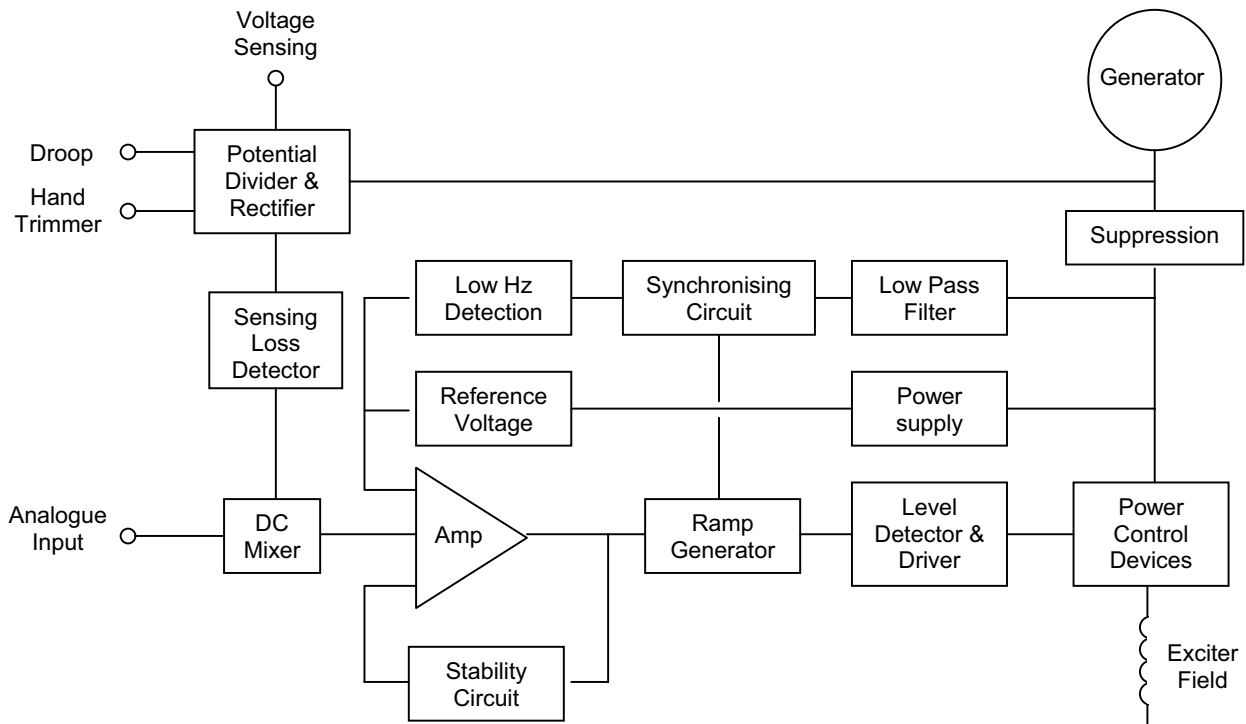 Voltage
Sensing
Generator
Droop
Hand
Trimmer
Potential
Divider &
Rectifier
Suppression
Sensing
Loss
Detector
Low Hz
Detection
Synchronising
Circuit
Low Pass
Filter
Reference
Voltage
Power
supply
Analogue
Input
DC
Mixer
Amp
Ramp
Generator
Level
Detector &
Driver
Power
Control
Devices
Stability
Circuit
Exciter
Field